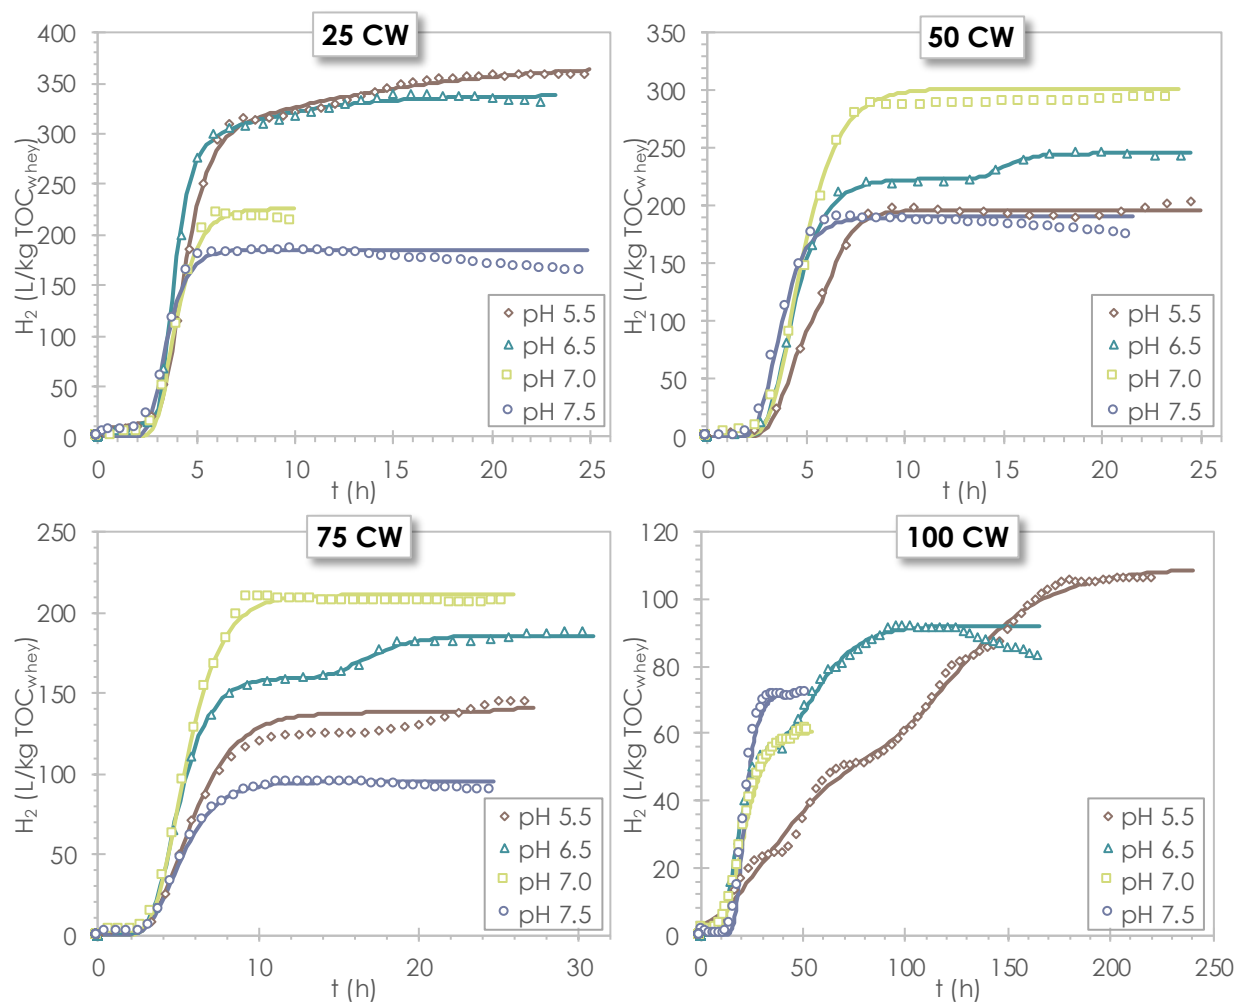 25 CW
H2 (L/kg TOCwhey)
400
350
300
250
200
150
100
50
0
0 5 10 15 20 25
t (h)
pH 5.5
pH 6.5
pH 7.0
pH 7.5
50 CW
H2 (L/kg TOCwhey)
350
300
250
200
150
100
50
0
0 5 10 15 20 25
t (h)
pH 5.5
pH 6.5
pH 7.0
pH 7.5
75 CW
H2 (L/kg TOCwhey)
250
200
150
100
50
0
0 10 20 30
t (h)
pH 5.5
pH 6.5
pH 7.0
pH 7.5
100 CW
H2 (L/kg TOCwhey)
120
100
80
60
40
20
0
0 50 100 150 200 250
t (h)
pH 5.5
pH 6.5
pH 7.0
pH 7.5